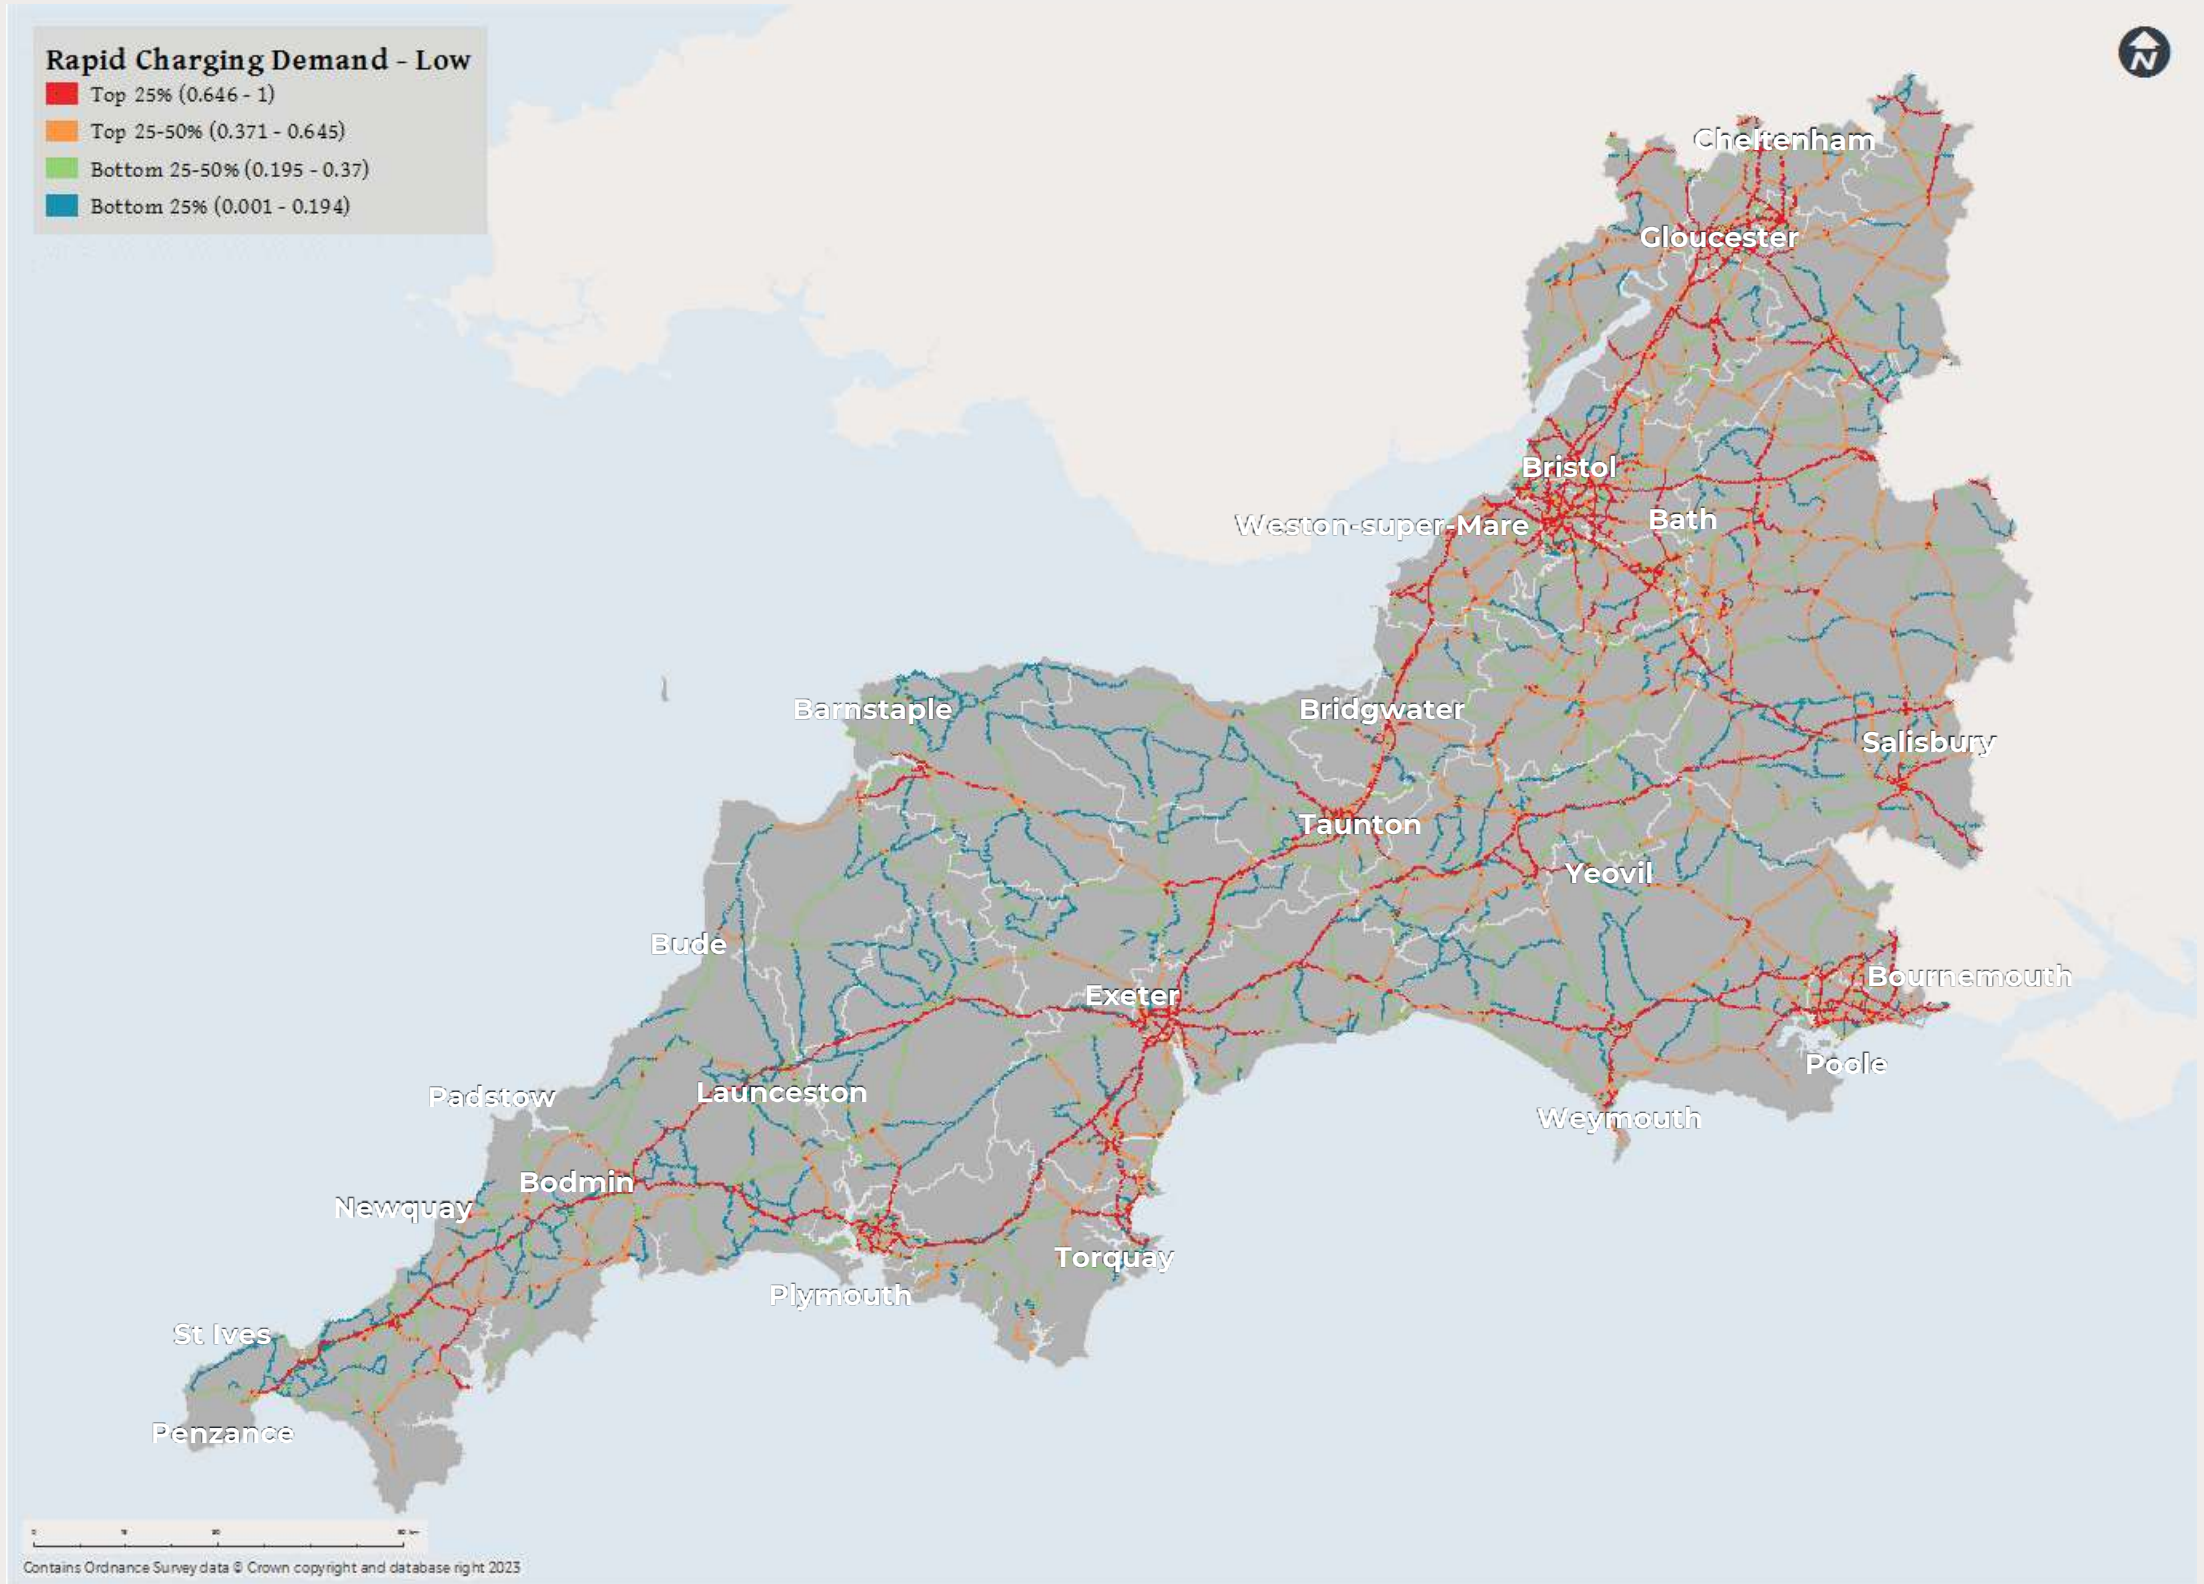 Rapid Charging Demand - Low
Top 25% (0.646 - 1)
Top 25-50% (0.371 - 0.645)
Bottom 25-50% (0.195 - 0.37)
Bottom 25% (0.001 - 0.194)
N
Cheltenham
Gloucester
Bristol
Weston-super-Mare
Bath
Barnstaple
Bridgwater
Salisbury
Taunton
Yeovil
Bude
Exeter
Bournemouth
Poole
Padstow
Launceston
Weymouth
Bodmin
Newquay
Torquay
Plymouth
St Ives
Penzance
Contains Ordnance Survey data © Crown copyright and database right 2023